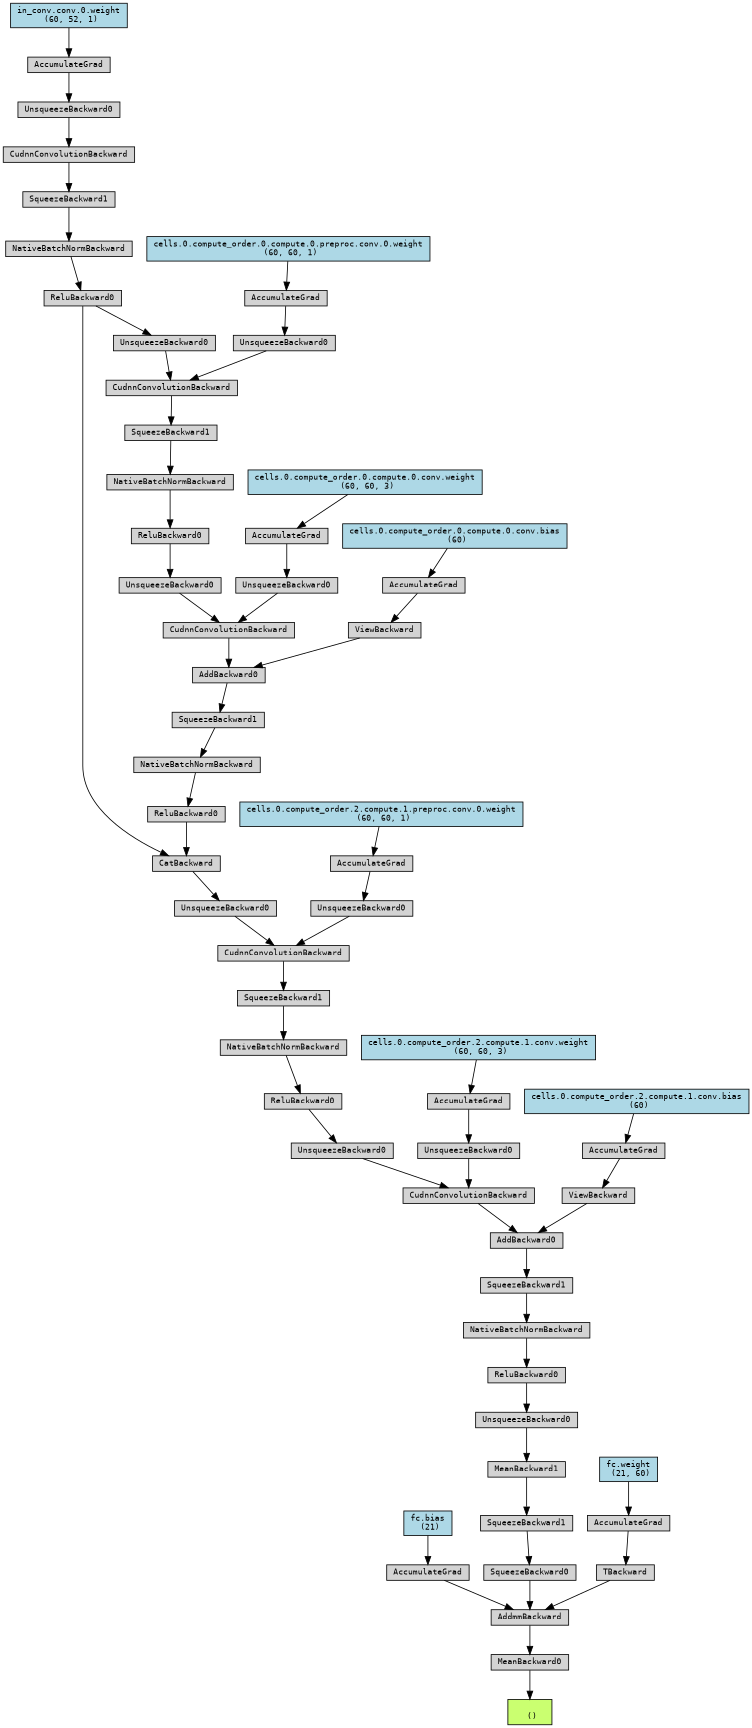 in_conv.conv.0.weight
(60, 52, 1)
AccumulateGrad
UnsqueezeBackward0
CudnnConvolutionBackward
SqueezeBackward1
NativeBatchNormBackward
cells.0.compute_order.0.compute.0.preproc.conv.0.weight
(60, 60, 1)
ReluBackward0
AccumulateGrad
UnsqueezeBackward0
UnsqueezeBackward0
CudnnConvolutionBackward
SqueezeBackward1
NativeBatchNormBackward
cells.0.compute_order.0.compute.0.conv.weight
(60, 60, 3)
ReluBackward0
AccumulateGrad
cells.0.compute_order.0.compute.0.conv.bias
(60)
UnsqueezeBackward0
UnsqueezeBackward0
AccumulateGrad
CudnnConvolutionBackward
ViewBackward
AddBackward0
SqueezeBackward1
NativeBatchNormBackward
ReluBackward0
cells.0.compute_order.2.compute.1.preproc.conv.0.weight
(60, 60, 1)
CatBackward
AccumulateGrad
UnsqueezeBackward0
UnsqueezeBackward0
CudnnConvolutionBackward
SqueezeBackward1
NativeBatchNormBackward
cells.0.compute_order.2.compute.1.conv.weight
(60, 60, 3)
ReluBackward0
AccumulateGrad
cells.0.compute_order.2.compute.1.conv.bias
(60)
UnsqueezeBackward0
UnsqueezeBackward0
AccumulateGrad
CudnnConvolutionBackward
ViewBackward
AddBackward0
SqueezeBackward1
NativeBatchNormBackward
ReluBackward0
UnsqueezeBackward0
MeanBackward1
fc.weight
(21, 60)
fc.bias
(21)
SqueezeBackward1
AccumulateGrad
AccumulateGrad
SqueezeBackward0
TBackward
AddmmBackward
MeanBackward0
()